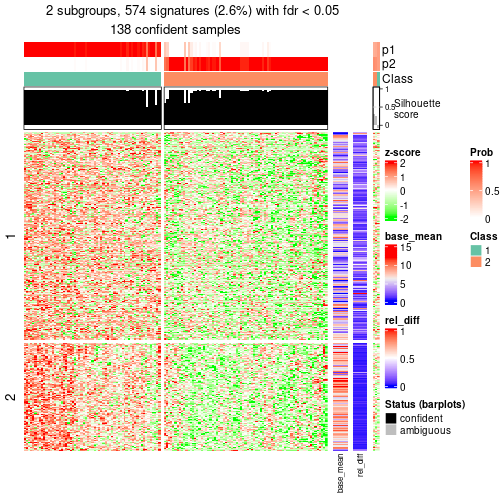 2 subgroups, 574 signatures (2.6%) with fdr < 0.05
138 confident samples
p1
p2
Class
1
0.5
0
Silhouette
score
1
2
base_mean
rel_diff
z-score
2
1
0
-1
-2
base_mean
15
10
5
0
rel_diff
1
0.5
0
Status (barplots)
confident
ambiguous
Prob
1
0.5
0
Class
1
2